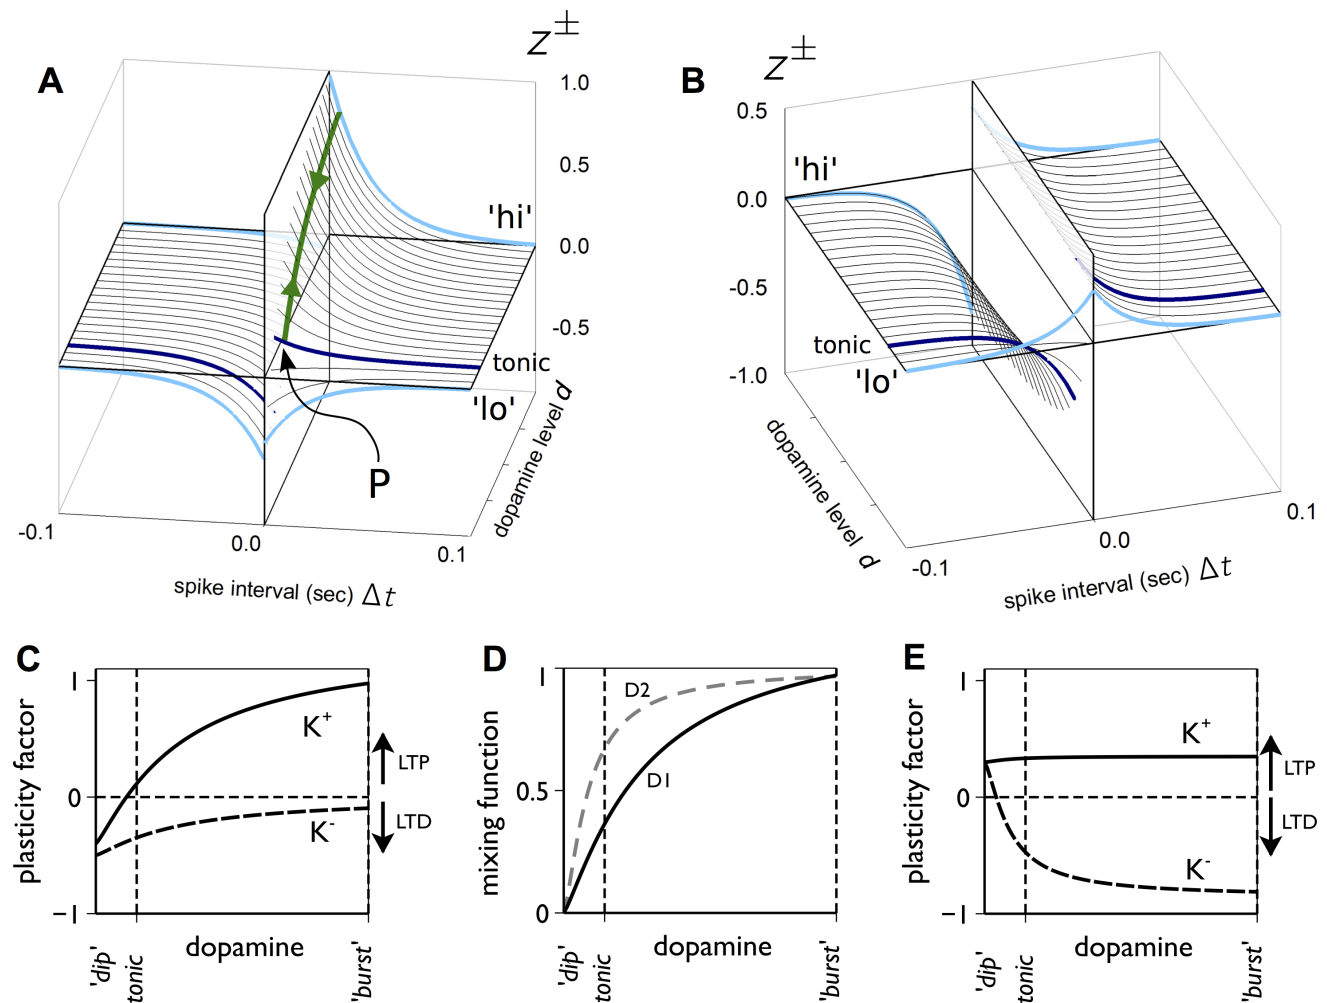 A
Z±
1.0
0.5
0.0
-0.5
'hi'
tonic
'lo'
P
-0.1
0.0
0.1
spike interval (sec) Δt
dopamine level d
B
Z±
0.5
0.0
-0.5
-1.0
'hi'
tonic
'lo'
dopamine level d
-0.1
0.0
0.1
spike interval (sec) Δt
C
plasticity factor
1
0
−1
K+
K-
LTP
LTD
'dip'
tonic
dopamine
'burst'
D
mixing function
1
0.5
0
D2
D1
'dip'
tonic
dopamine
'burst'
E
plasticity factor
1
0
−1
K+
K-
LTP
LTD
'dip'
tonic
dopamine
'burst'